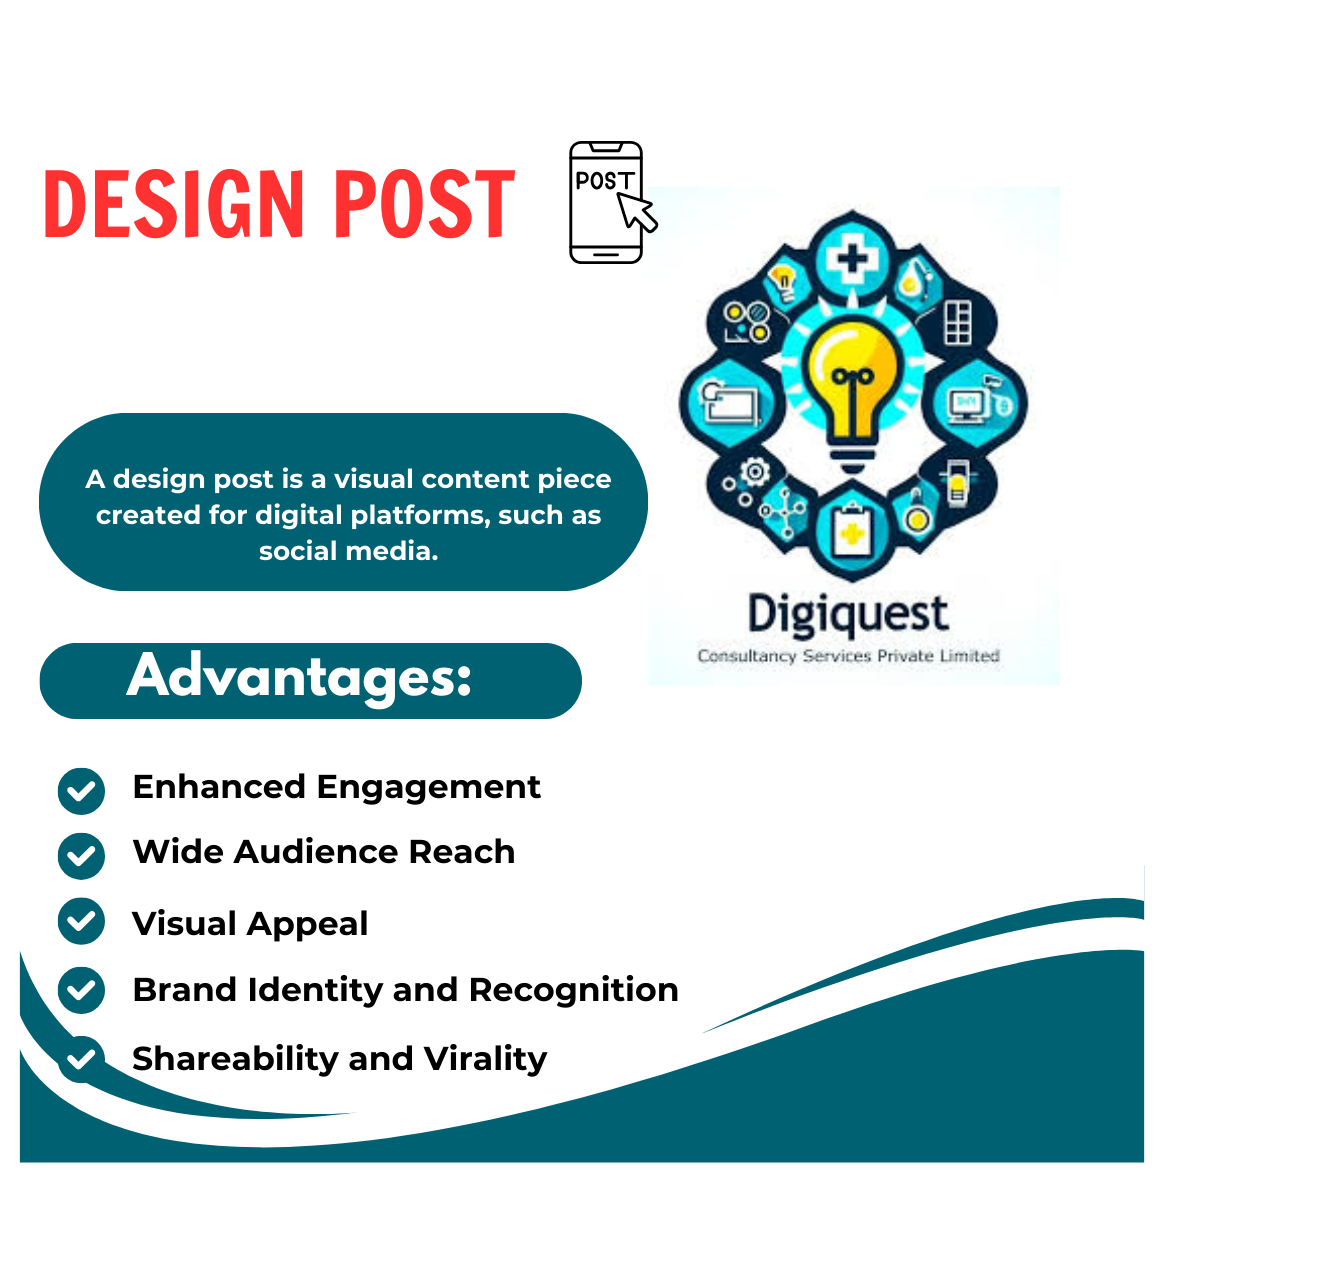 DESIGN POST
POST
A design post is a visual content piece
created for digital platforms, such as
social media.
Digiquest
Consultancy Services Private Limited
Advantages:
Enhanced Engagement
Wide Audience Reach
Visual Appeal
Brand Identity and Recognition
Shareability and Virality